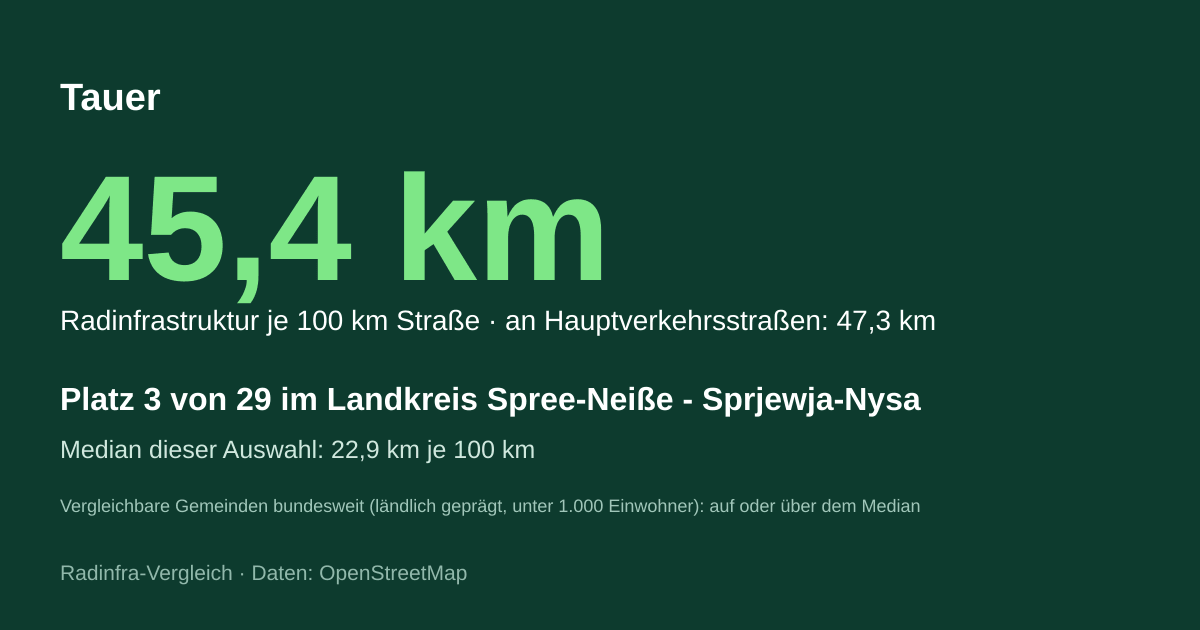 Tauer
45,4 km
Radinfrastruktur je 100 km Straße · an Hauptverkehrsstraßen: 47,3 km
Platz 3 von 29 im Landkreis Spree-Neiße - Sprjewja-Nysa
Median dieser Auswahl: 22,9 km je 100 km
Vergleichbare Gemeinden bundesweit (ländlich geprägt, unter 1.000 Einwohner): auf oder über dem Median
Radinfra-Vergleich · Daten: OpenStreetMap